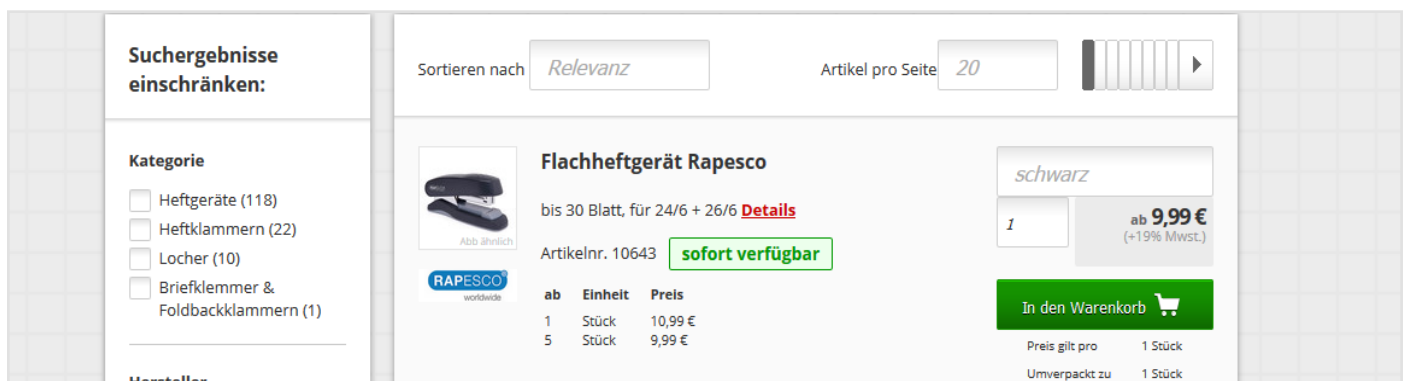 Suchergebnisse
einschränken:
Kategorie
Heftgeräte (118)
Heftklammern (22)
Locher (10)
Briefklemmer &
Foldbackklammern (1)
Hersteller
Sortieren nach Relevanz Artikel pro Seite 20
Flachheftgerät Rapesco
bis 30 Blatt, für 24/6 + 26/6 Details
Abb ähnlich
Artikelnr. 10643 sofort verfügbar
RAPESCO
worldwide
ab Einheit Preis
1 Stück 10,99 €
5 Stück 9,99 €
schwarz
1 ab 9,99 €
(+19% Mwst.)
In den Warenkorb
Preis gilt pro 1 Stück
Umverpackt zu 1 Stück